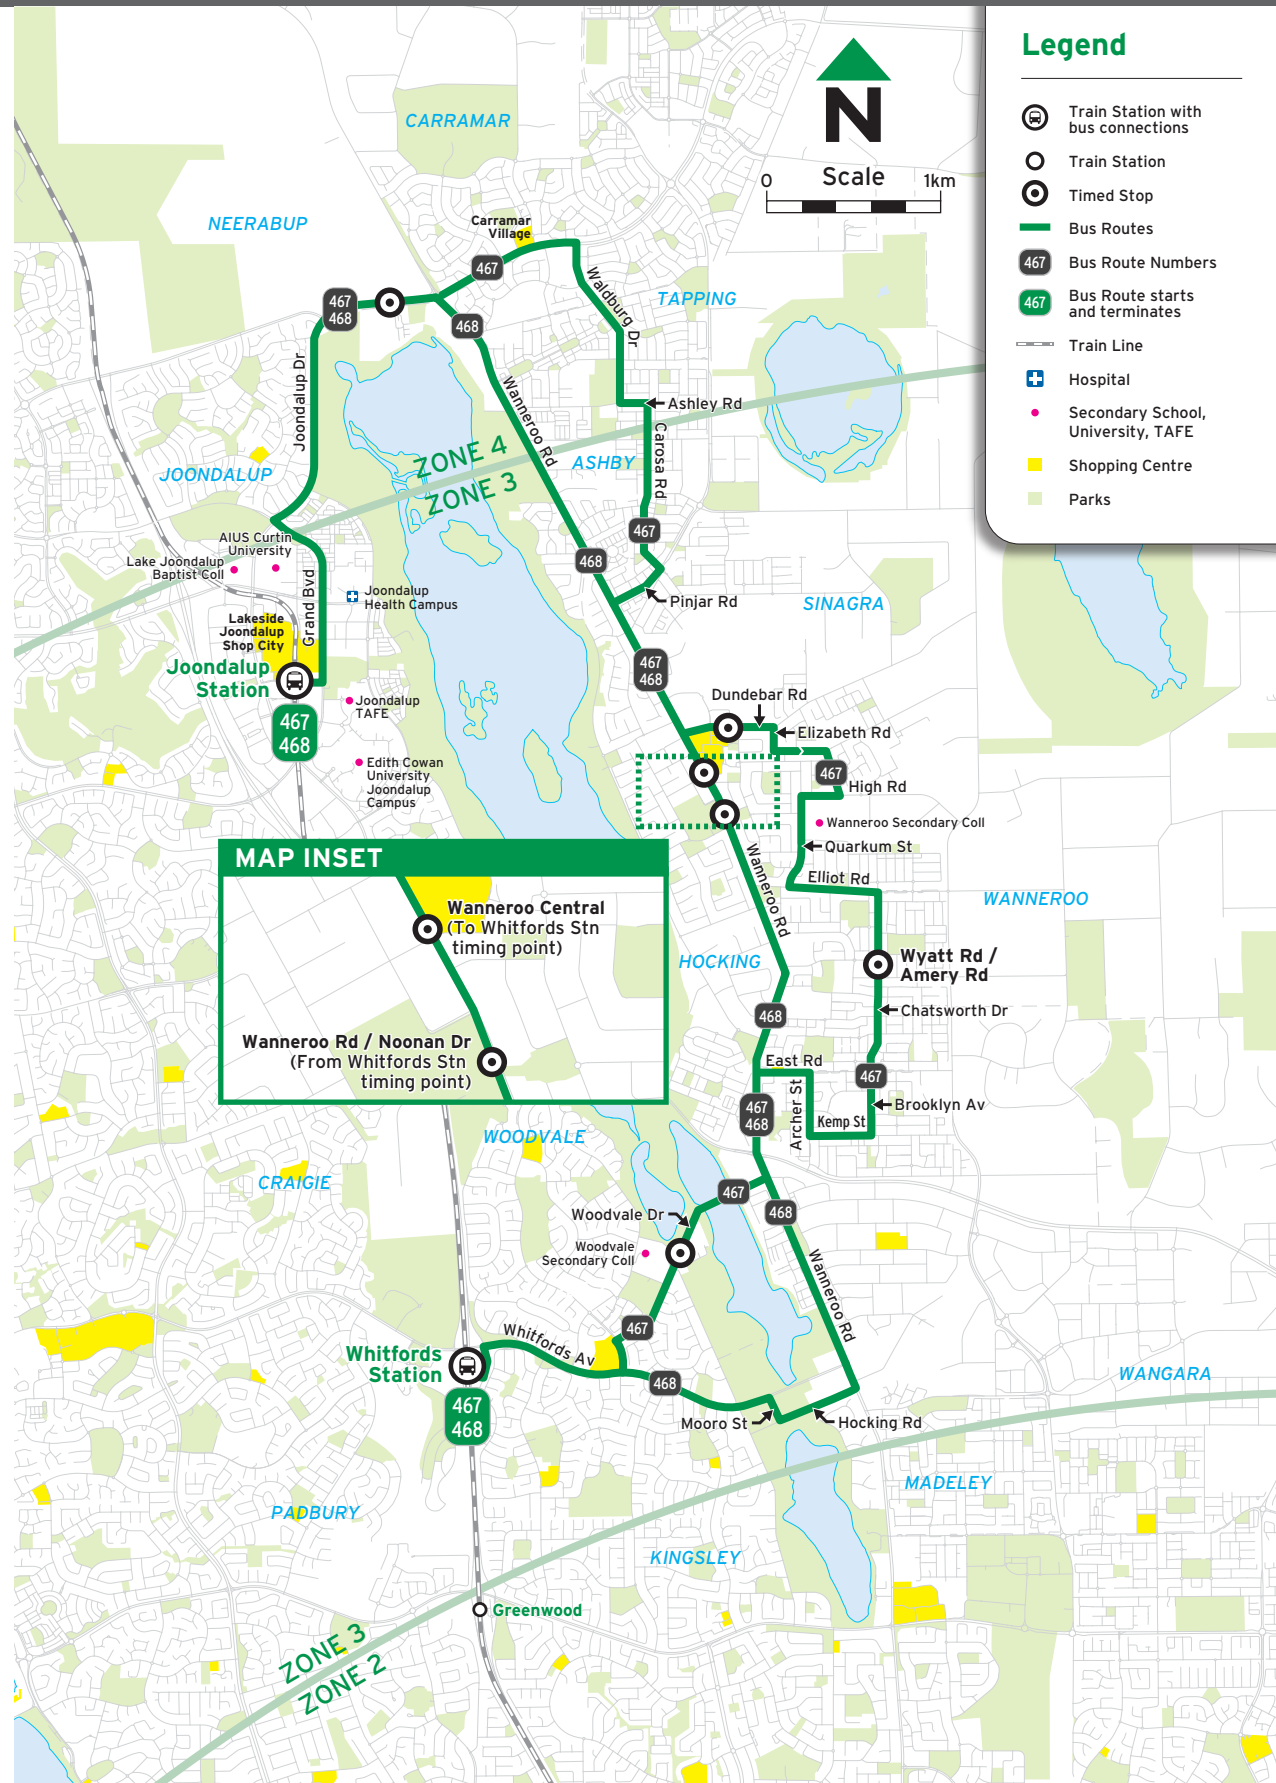 Legend
Train Station with
bus connections
Train Station
Timed Stop
Bus Routes
467
Bus Route Numbers
467
Bus Route starts
and terminates
Train Line
Hospital
Secondary School,
University, TAFE
Shopping Centre
Parks
N
Scale
0
1km
CARRAMAR
NEERABUP
Carramar
Village
467
467
468
468
Waldburg Dr
TAPPING
Joondalup Dr
Wanneroo Rd
Ashley Rd
Carosa Rd
ZONE 4
ZONE 3
ASHBY
JOONDALUP
AIUS Curtin
University
Lake Joondalup
Baptist Coll
Grand Bvd
Joondalup
Health Campus
467
468
Pinjar Rd
SINAGRA
Lakeside
Joondalup
Shop City
Joondalup
Station
467
468
467
468
Joondalup
TAFE
Dundebar Rd
Elizabeth Rd
Edith Cowan
University
Joondalup
Campus
467
High Rd
Wanneroo Secondary Coll
Quarkum St
Elliot Rd
Wanneroo Rd
WANNEROO
MAP INSET
Wanneroo Central
(To Whitfords Stn
timing point)
Wanneroo Rd / Noonan Dr
(From Whitfords Stn
timing point)
HOCKING
Wyatt Rd /
Amery Rd
Chatsworth Dr
468
East Rd
467
Archer St
467
468
Brooklyn Av
Kemp St
WOODVALE
CRAIGIE
467
468
Woodvale Dr
Woodvale
Secondary Coll
Wanneroo Rd
467
Whitfords Av
Whitfords
Station
467
468
468
Mooro St
Hocking Rd
WANGARA
MADELEY
PADBURY
KINGSLEY
Greenwood
ZONE 3
ZONE 2